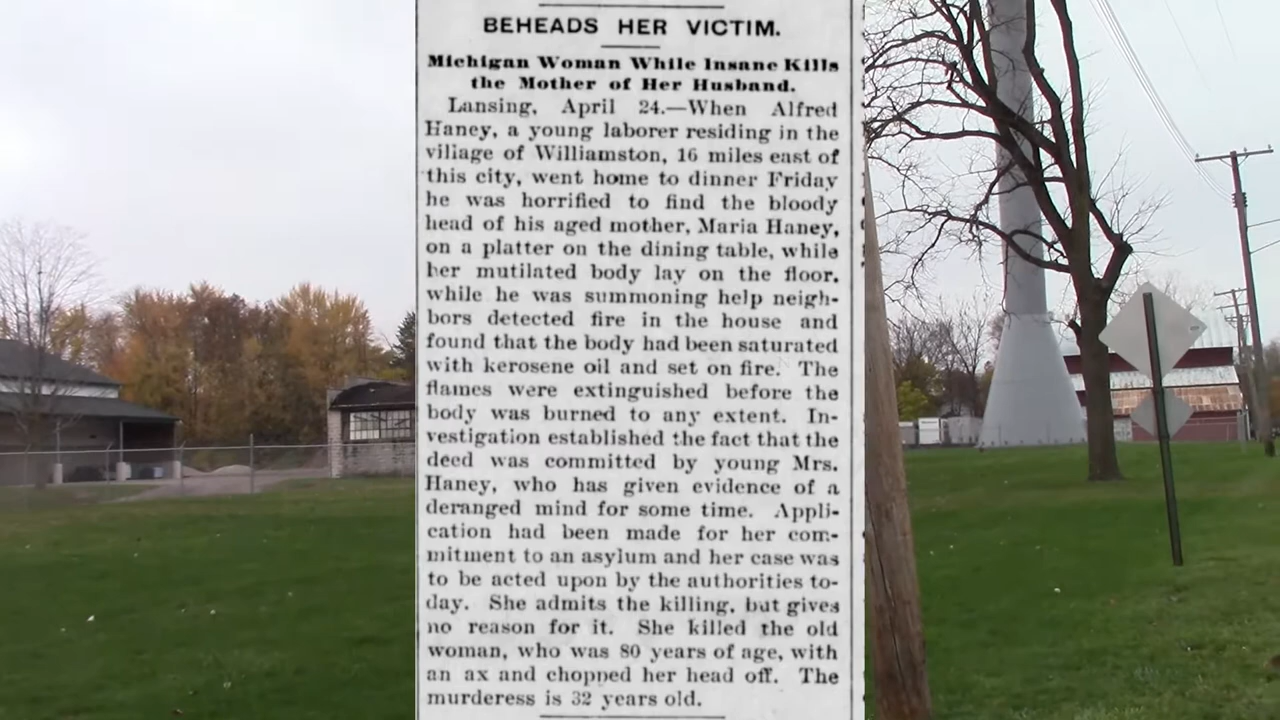 BEHEADS HER VICTIM.
Michigan Woman While Insane Kills
the Mother of Her Husband.
Lansing, April 24.—When Alfred
Haney, a young laborer residing in the
village of Williamston, 16 miles east of
this city, went home to dinner Friday
he was horrified to find the bloody
head of his aged mother, Maria Haney,
on a platter on the dining table, while
her mutilated body lay on the floor.
while he was summoning help neigh-
bors detected fire in the house and
found that the body had been saturated
with kerosene oil and set on fire. The
flames were extinguished before the
body was burned to any extent. In-
vestigation established the fact that the
deed was committed by young Mrs.
Haney, who has given evidence of a
deranged mind for some time. Appli-
cation had been made for her com-
mitment to an asylum and her case was
to be acted upon by the authorities to-
day. She admits the killing, but gives
no reason for it. She killed the old
woman, who was 80 years of age, with
an ax and chopped her head off. The
murderess is 32 years old.